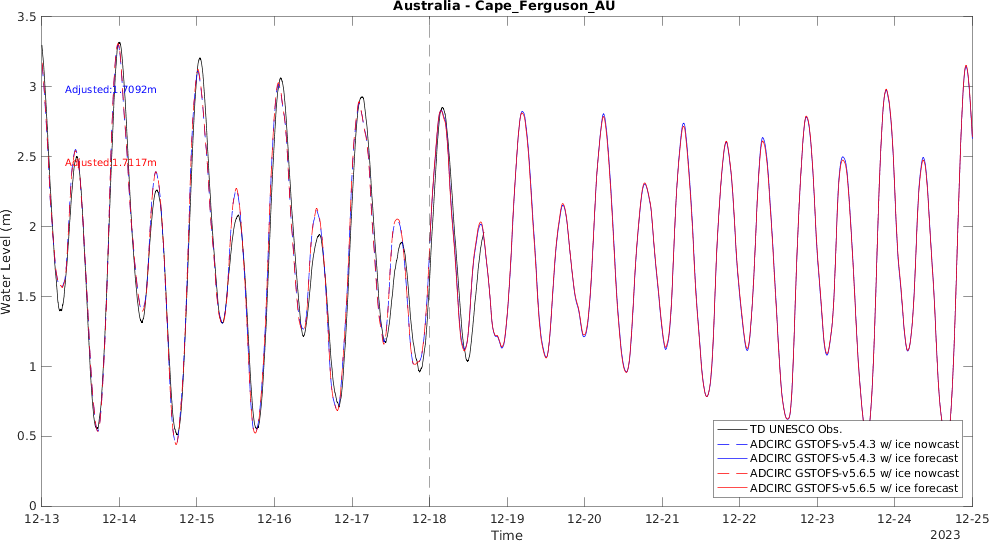 Australia - Cape_Ferguson_AU
3.5
3
2.5
2
1.5
1
0.5
0
Water Level (m)
Adjusted:1.7092m
Adjusted:1.7117m
TD UNESCO Obs.
ADCIRC GSTOFS-v5.4.3 w/ ice nowcast
ADCIRC GSTOFS-v5.4.3 w/ ice forecast
ADCIRC GSTOFS-v5.6.5 w/ ice nowcast
ADCIRC GSTOFS-v5.6.5 w/ ice forecast
12-13 12-14 12-15 12-16 12-17 12-18 12-19 12-20 12-21 12-22 12-23 12-24 12-25
Time
2023